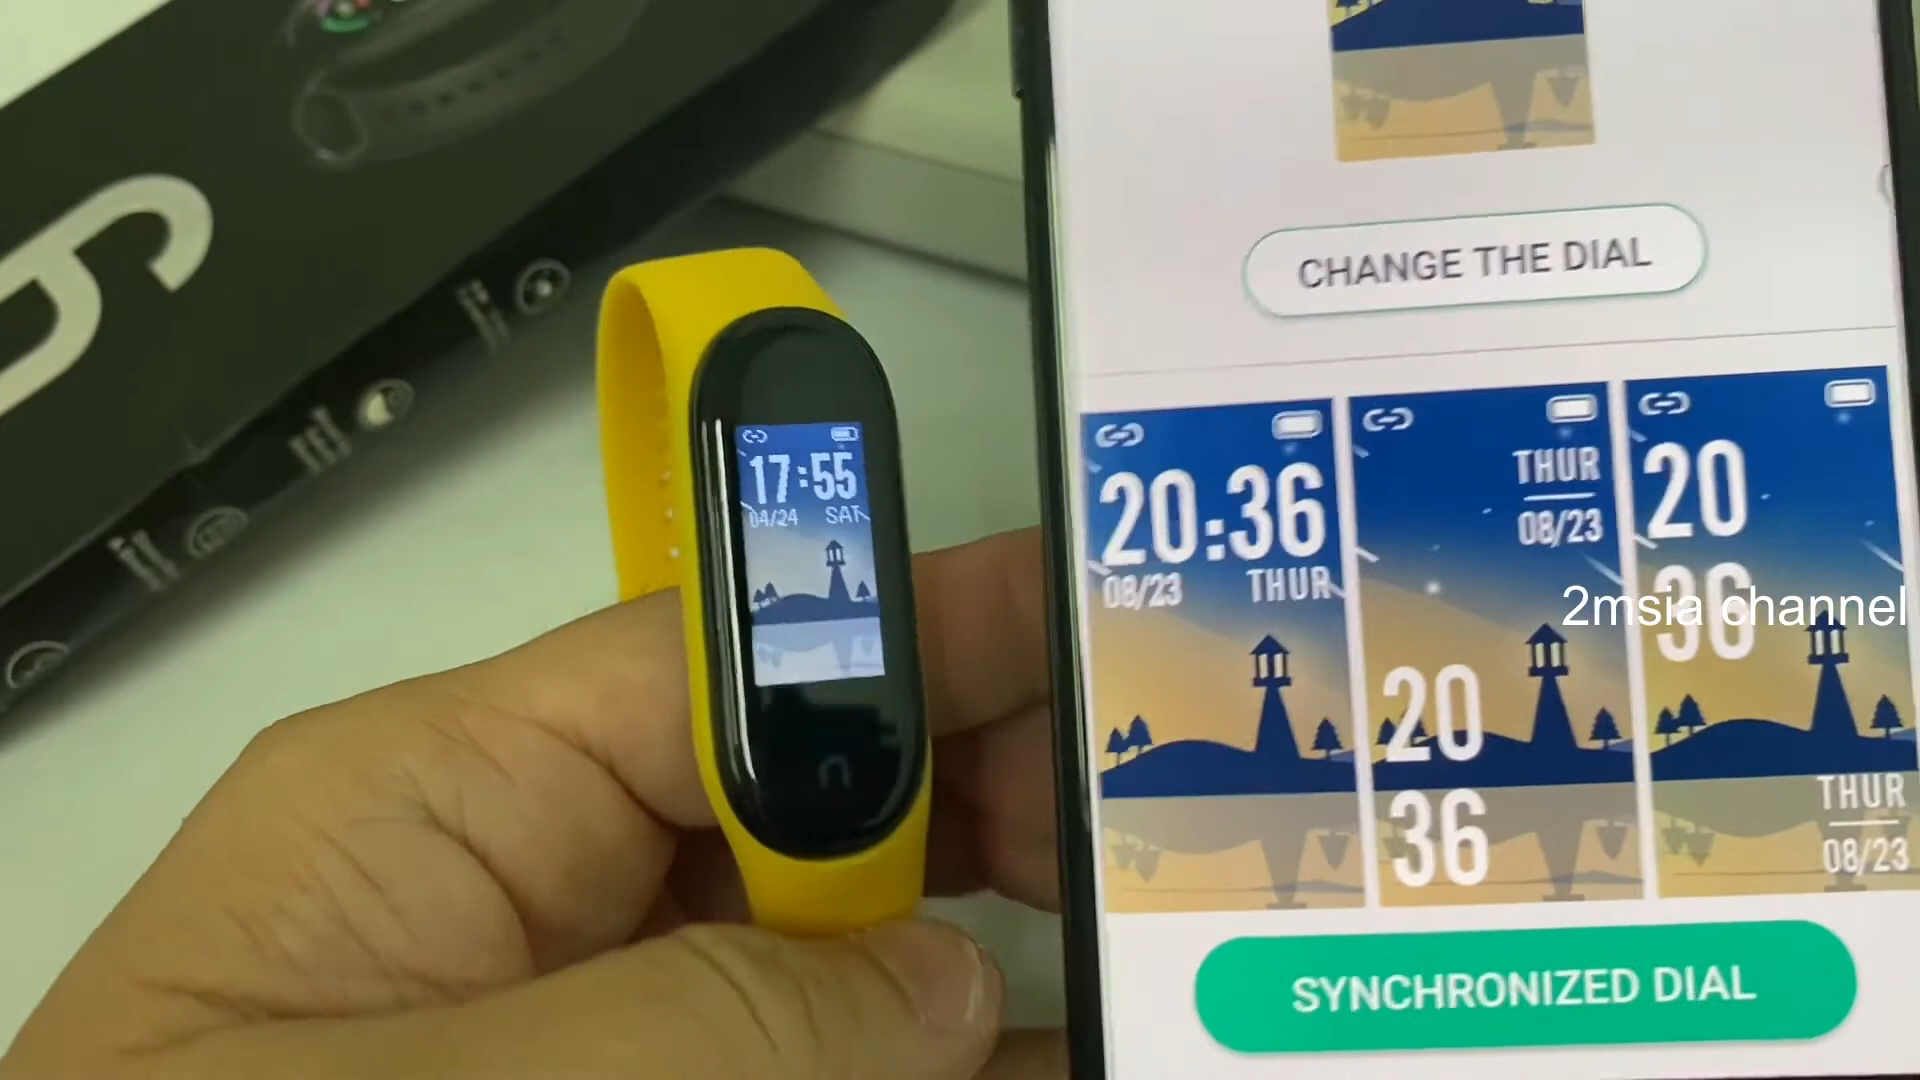 17:55
04/24 SAT
CHANGE THE DIAL
20:36
08/23 THUR
THUR
08/23
20
36
20
36
THUR
08/23
2msia channel
SYNCHRONIZED DIAL